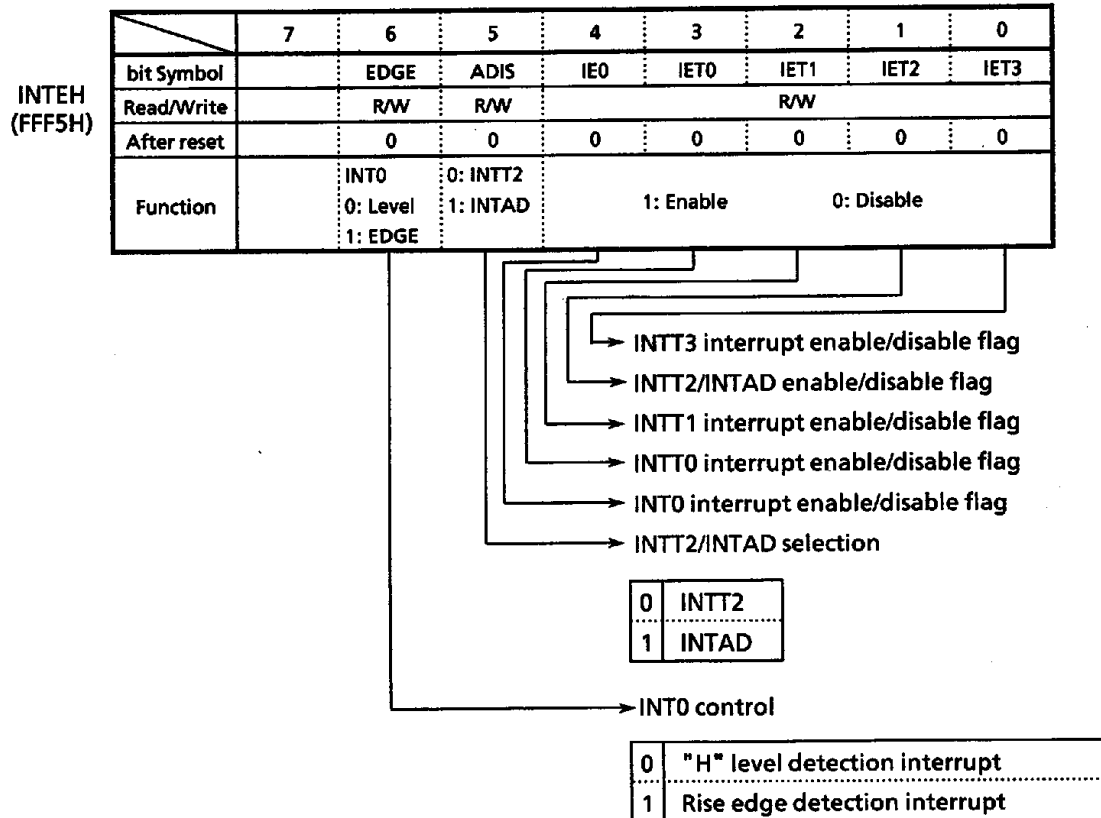 7 6 5 4 3 2 1 0
bit Symbol EDGE ADIS IE0 IET0 IET1 IET2 IET3
INTEH
(FFF5H)
Read/Write R/W R/W R/W
After reset 0 0 0 0 0 0 0
Function
INT0
0: Level
1: EDGE
0: INTT2
1: INTAD
1: Enable 0: Disable
INTT3 interrupt enable/disable flag
INTT2/INTAD enable/disable flag
INTT1 interrupt enable/disable flag
INTT0 interrupt enable/disable flag
INT0 interrupt enable/disable flag
INTT2/INTAD selection
0 INTT2
1 INTAD
INT0 control
0 "H" level detection interrupt
1 Rise edge detection interrupt